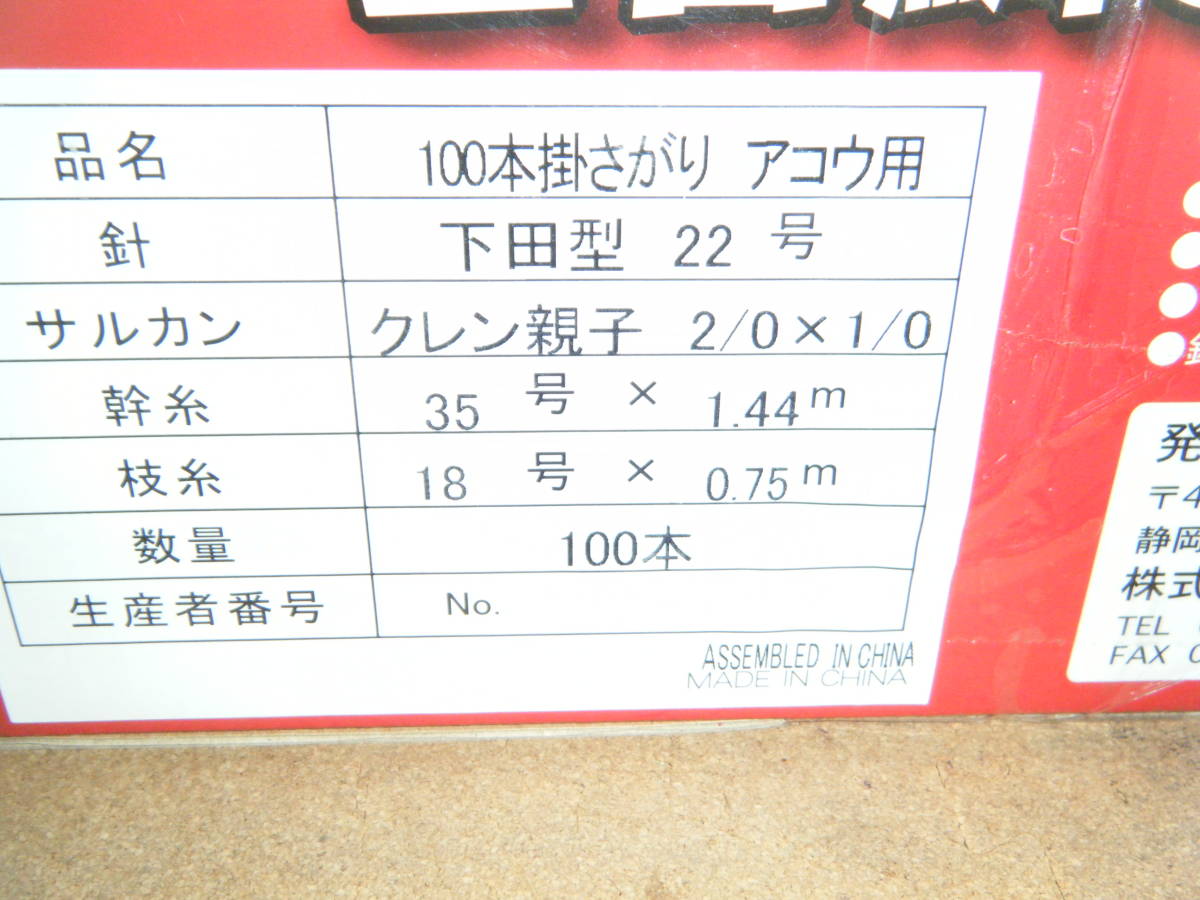 品名 100本掛さがり アコウ用
針 下田型 22 号
サルカン クレン親子 2/0×1/0
幹糸 35 号 × 1.44m
枝糸 18 号 × 0.75m
数量 100本
生産者番号 No.
ASSEMBLED IN CHINA
MADE IN CHINA
発
〒4
静岡
株式
TEL
FAX 0